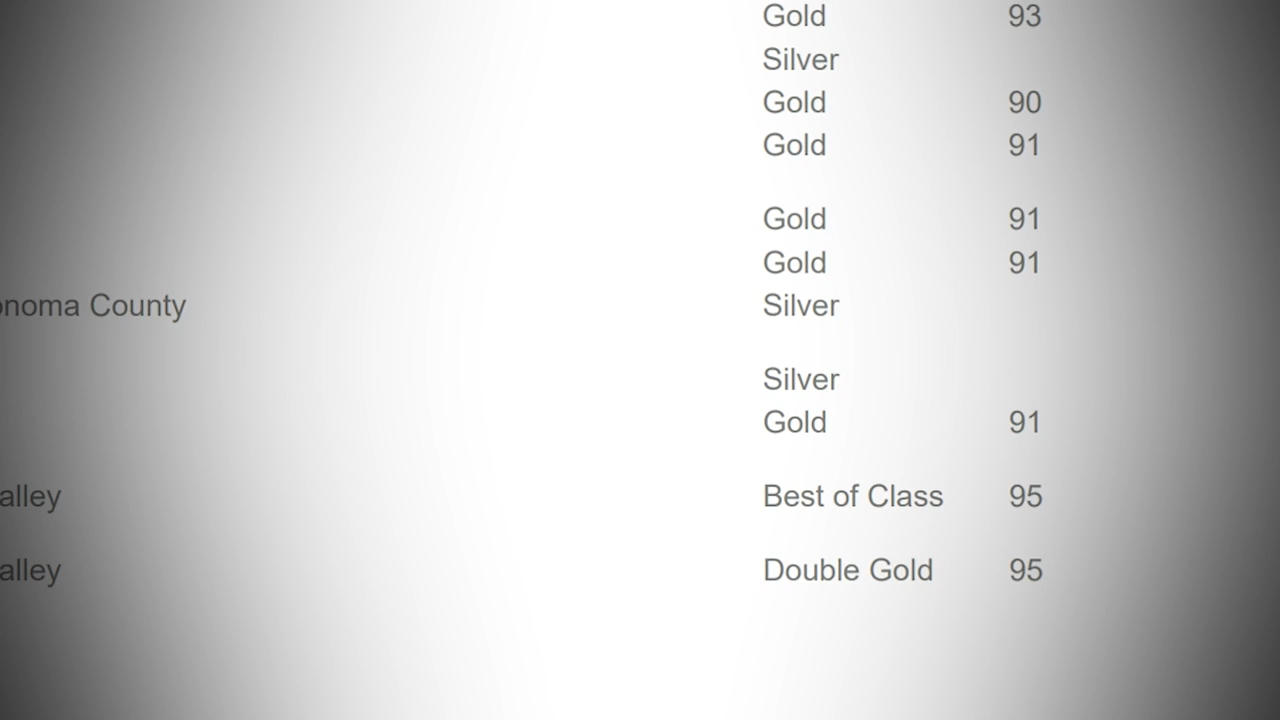 Gold 93
Silver
Gold 90
Gold 91
Gold 91
Gold 91
onoma County Silver
Silver
Gold 91
alley Best of Class 95
alley Double Gold 95